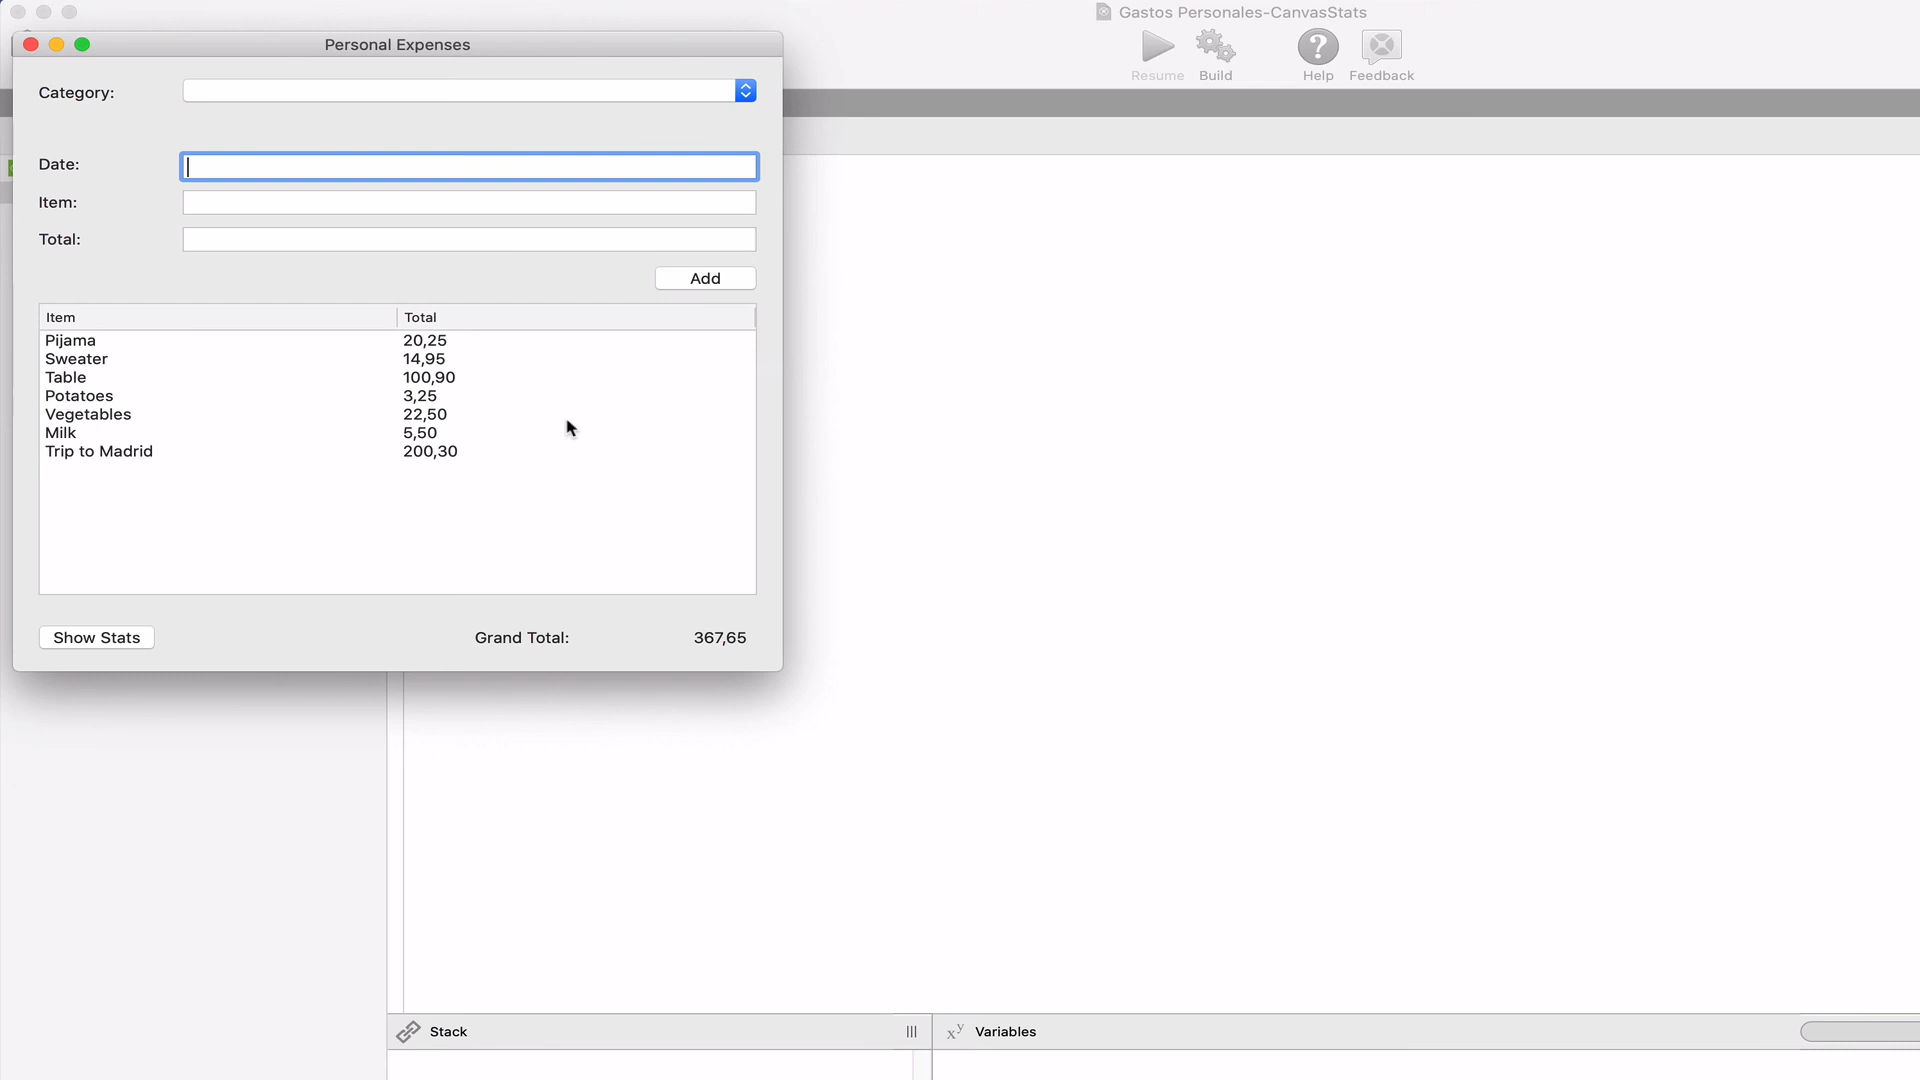 Gastos Personales-CanvasStats
Resume Build Help Feedback
Personal Expenses
Category:
Date:
Item:
Total:
Add
Item Total
Pijama 20,25
Sweater 14,95
Table 100,90
Potatoes 3,25
Vegetables 22,50
Milk 5,50
Trip to Madrid 200,30
Show Stats Grand Total: 367,65
Stack Variables